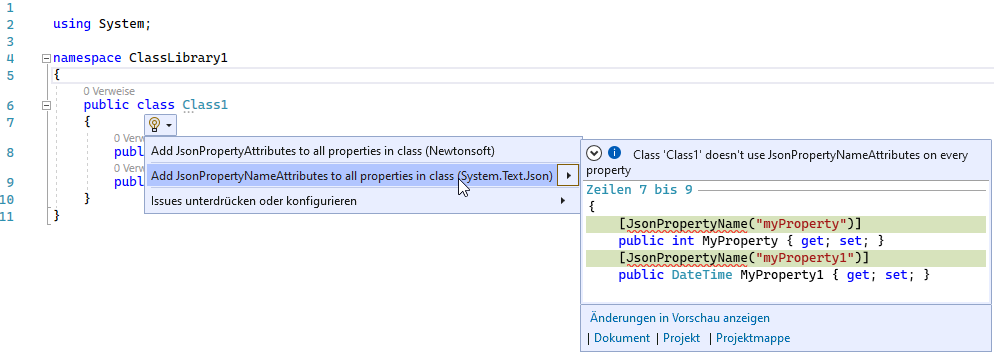 1
2 using System;
3
4 namespace ClassLibrary1
5 {
0 Verweise
6 public class Class1
7 {
0 Verw
8 pub
0 Verw
9 pub
10 }
11 }
Add JsonPropertyAttributes to all properties in class (Newtonsoft)
Add JsonPropertyNameAttributes to all properties in class (System.Text.Json)
Issues unterdrücken oder konfigurieren
Class 'Class1' doesn't use JsonPropertyNameAttributes on every
property
Zeilen 7 bis 9
{
[JsonPropertyName("myProperty")]
public int MyProperty { get; set; }
[JsonPropertyName("myProperty1")]
public DateTime MyProperty1 { get; set; }
Änderungen in Vorschau anzeigen
| Dokument | Projekt | Projektmappe